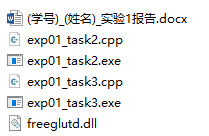 (学号)_(姓名)_实验1报告.docx
exp01_task2.cpp
exp01_task2.exe
exp01_task3.cpp
exp01_task3.exe
freeglutd.dll